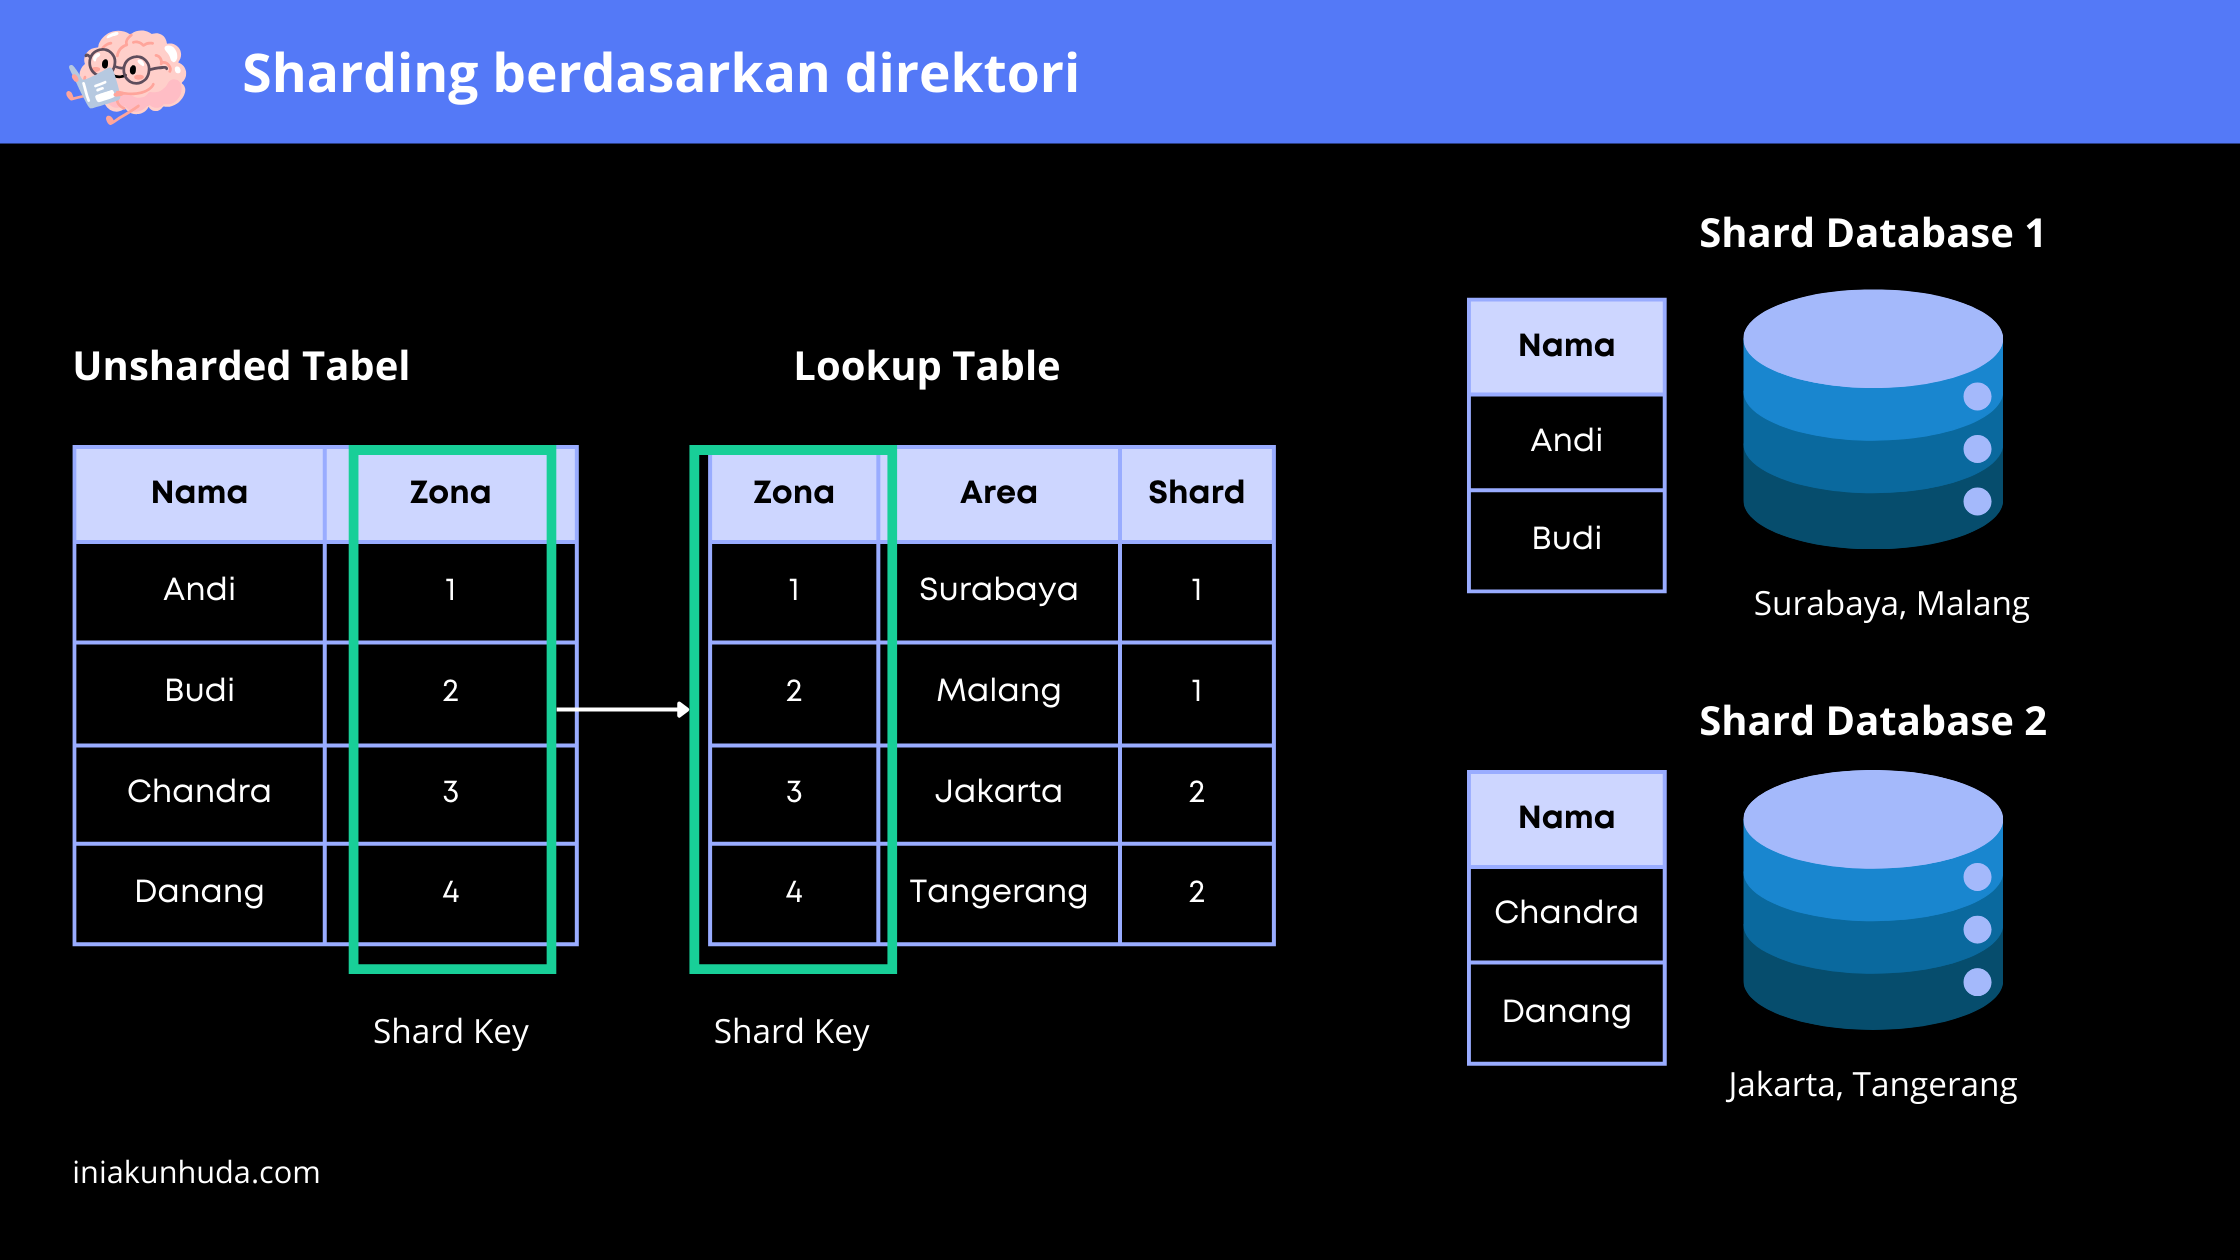 Sharding berdasarkan direktori
Unsharded Tabel
Nama Zona
Andi 1
Budi 2
Chandra 3
Danang 4
Shard Key
Lookup Table
Zona Area Shard
1 Surabaya 1
2 Malang 1
3 Jakarta 2
4 Tangerang 2
Shard Key
Shard Database 1
Nama
Andi
Budi
Surabaya, Malang
Shard Database 2
Nama
Chandra
Danang
Jakarta, Tangerang
iniakunhuda.com